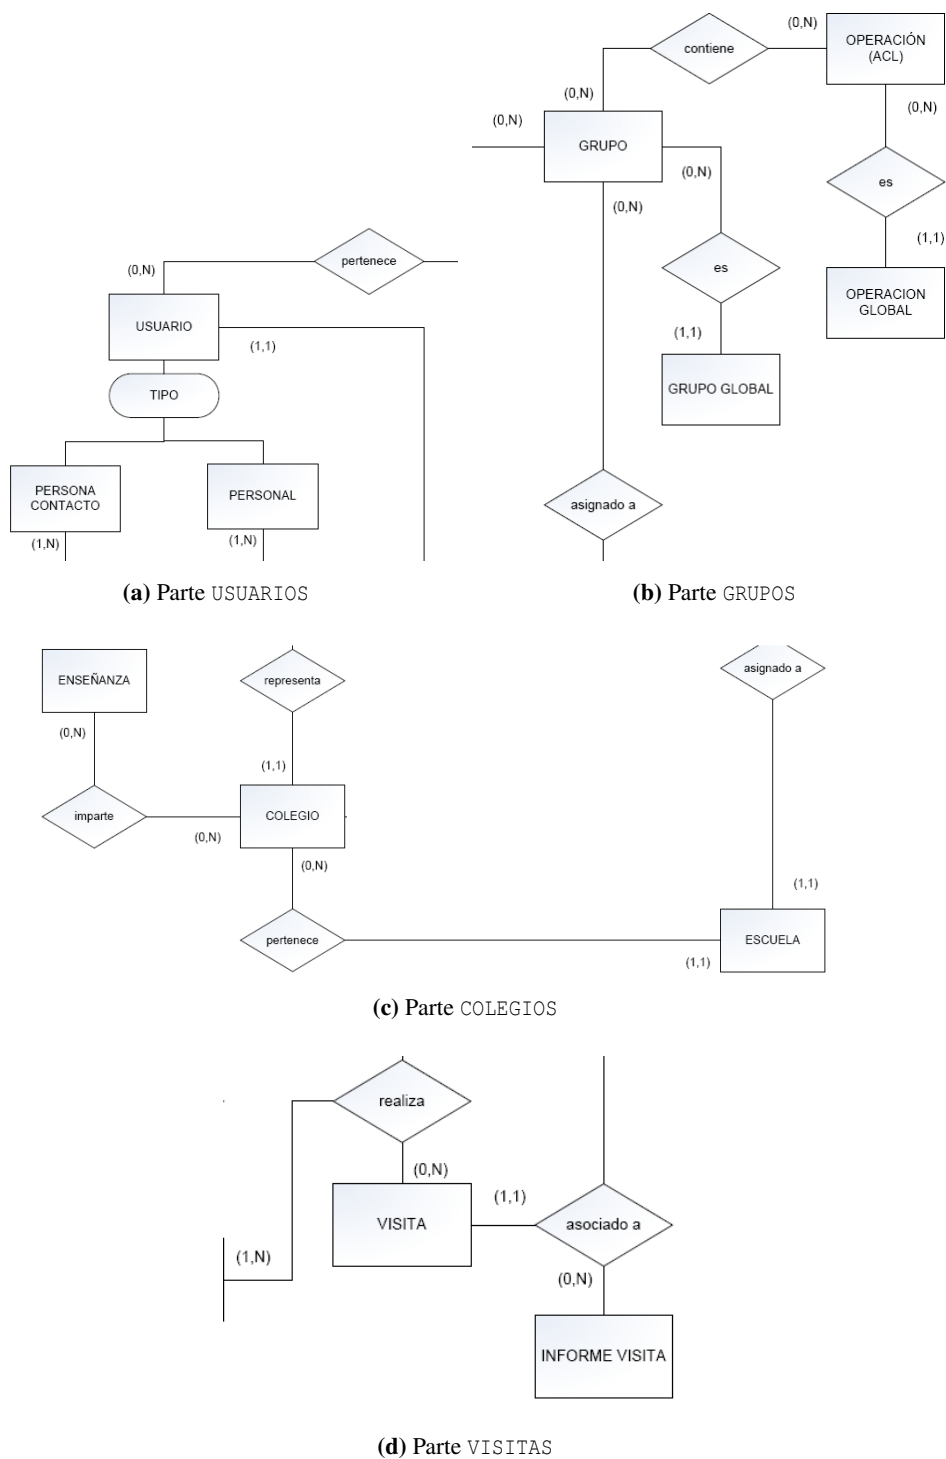 pertenece
(0,N)
USUARIO
(1,1)
TIPO
PERSONA
CONTACTO
PERSONAL
(1,N)
(1,N)
(a) Parte USUARIOS
(0,N)
contiene
OPERACIÓN
(ACL)
(0,N)
(0,N)
(0,N)
GRUPO
(0,N)
es
(0,N)
(1,1)
es
OPERACION
GLOBAL
(1,1)
GRUPO GLOBAL
asignado a
(b) Parte GRUPOS
ENSEÑANZA
representa
asignado a
(0,N)
(1,1)
imparte
COLEGIO
(0,N)
(0,N)
(1,1)
pertenece
ESCUELA
(1,1)
(c) Parte COLEGIOS
realiza
(0,N)
(1,1)
VISITA
asociado a
(1,N)
(0,N)
INFORME VISITA
(d) Parte VISITAS